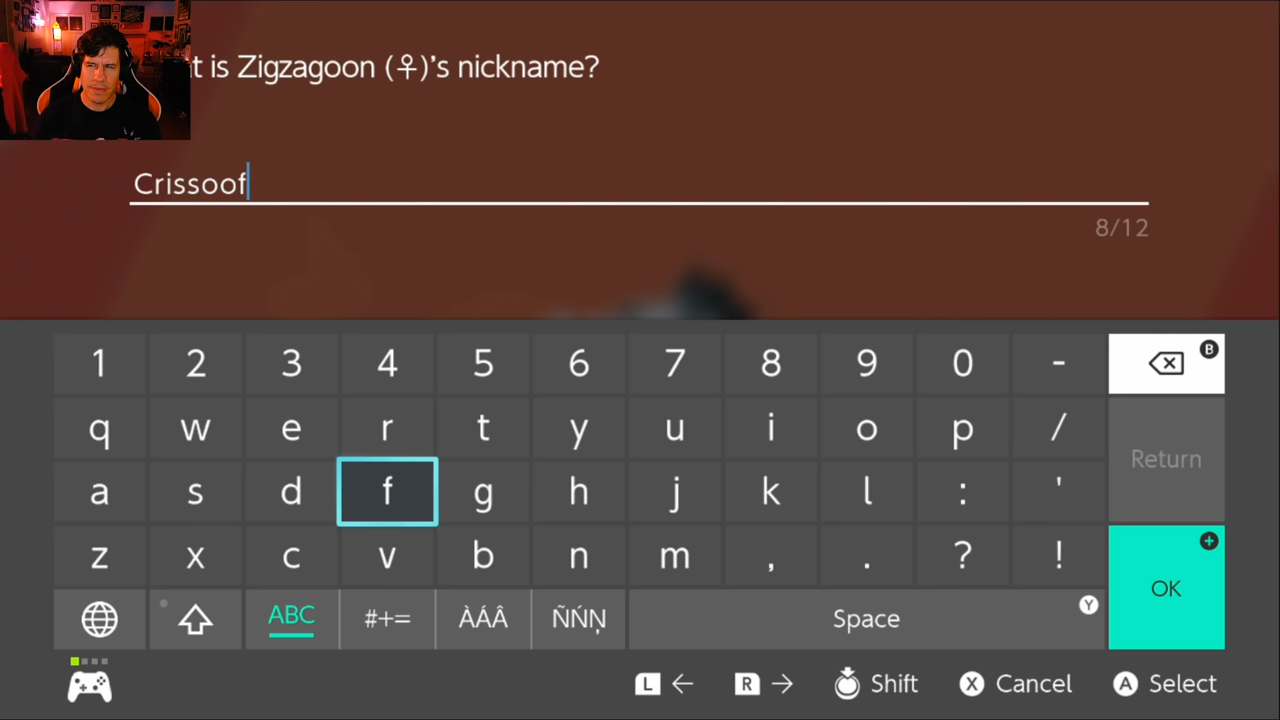 t is Zigzagoon (♀)'s nickname?
Crissoof
8/12
1 2 3 4 5 6 7 8 9 0 - B
q w e r t y u i o p / Return
a s d f g h j k l : '
z x c v b n m , . ? ! + OK
ABC #+= ÀÁÂ ÑŃŅ Space Y
L ← R → Shift X Cancel A Select